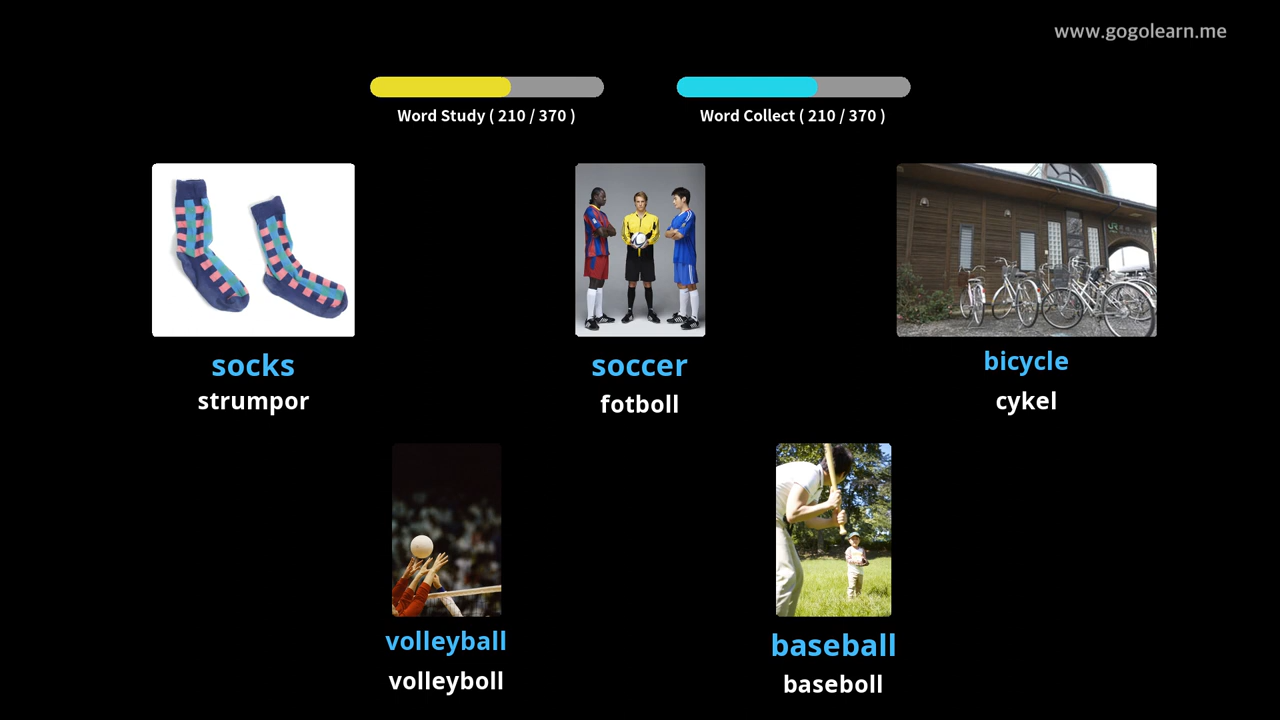 www.gogolearn.me
Word Study ( 210 / 370 )
Word Collect ( 210 / 370 )
socks
strumpor
soccer
fotboll
bicycle
cykel
volleyball
volleyboll
baseball
baseboll